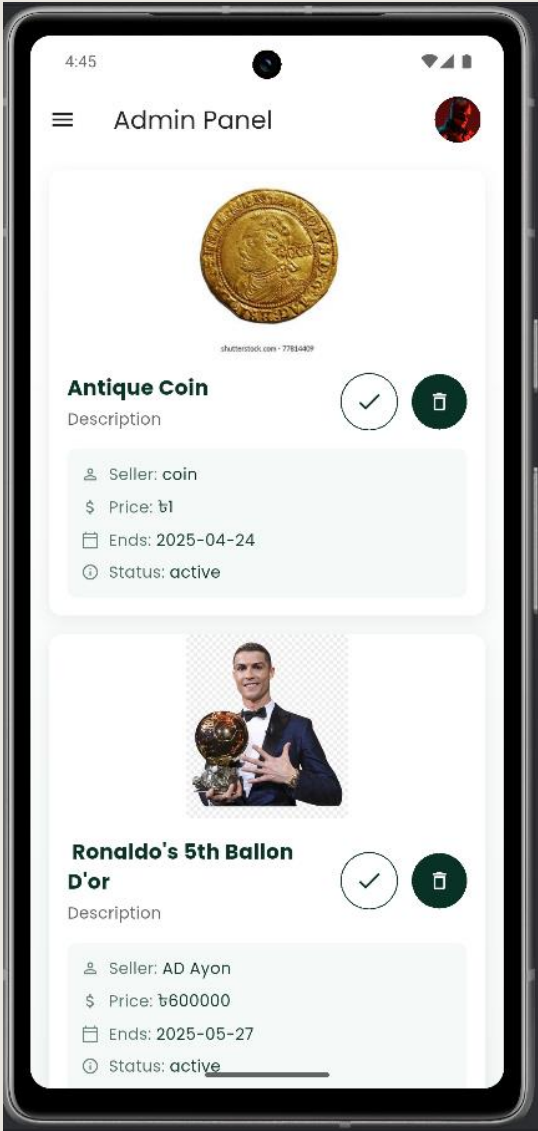 4:45
Admin Panel
shutterstock.com · 77814409
Antique Coin
Description
Seller: coin
Price: ৳1
Ends: 2025-04-24
Status: active
Ronaldo's 5th Ballon
D'or
Description
Seller: AD Ayon
Price: ৳600000
Ends: 2025-05-27
Status: active